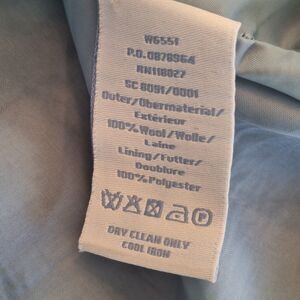 W6551
P.O. 0878964
RN118027
SC 8091/0001
Outer/Obermaterial/
Extérieur
100% Wool/Wolle/
Laine
Lining/Futter/
Doublure
100% Polyester
DRY CLEAN ONLY
COOL IRON